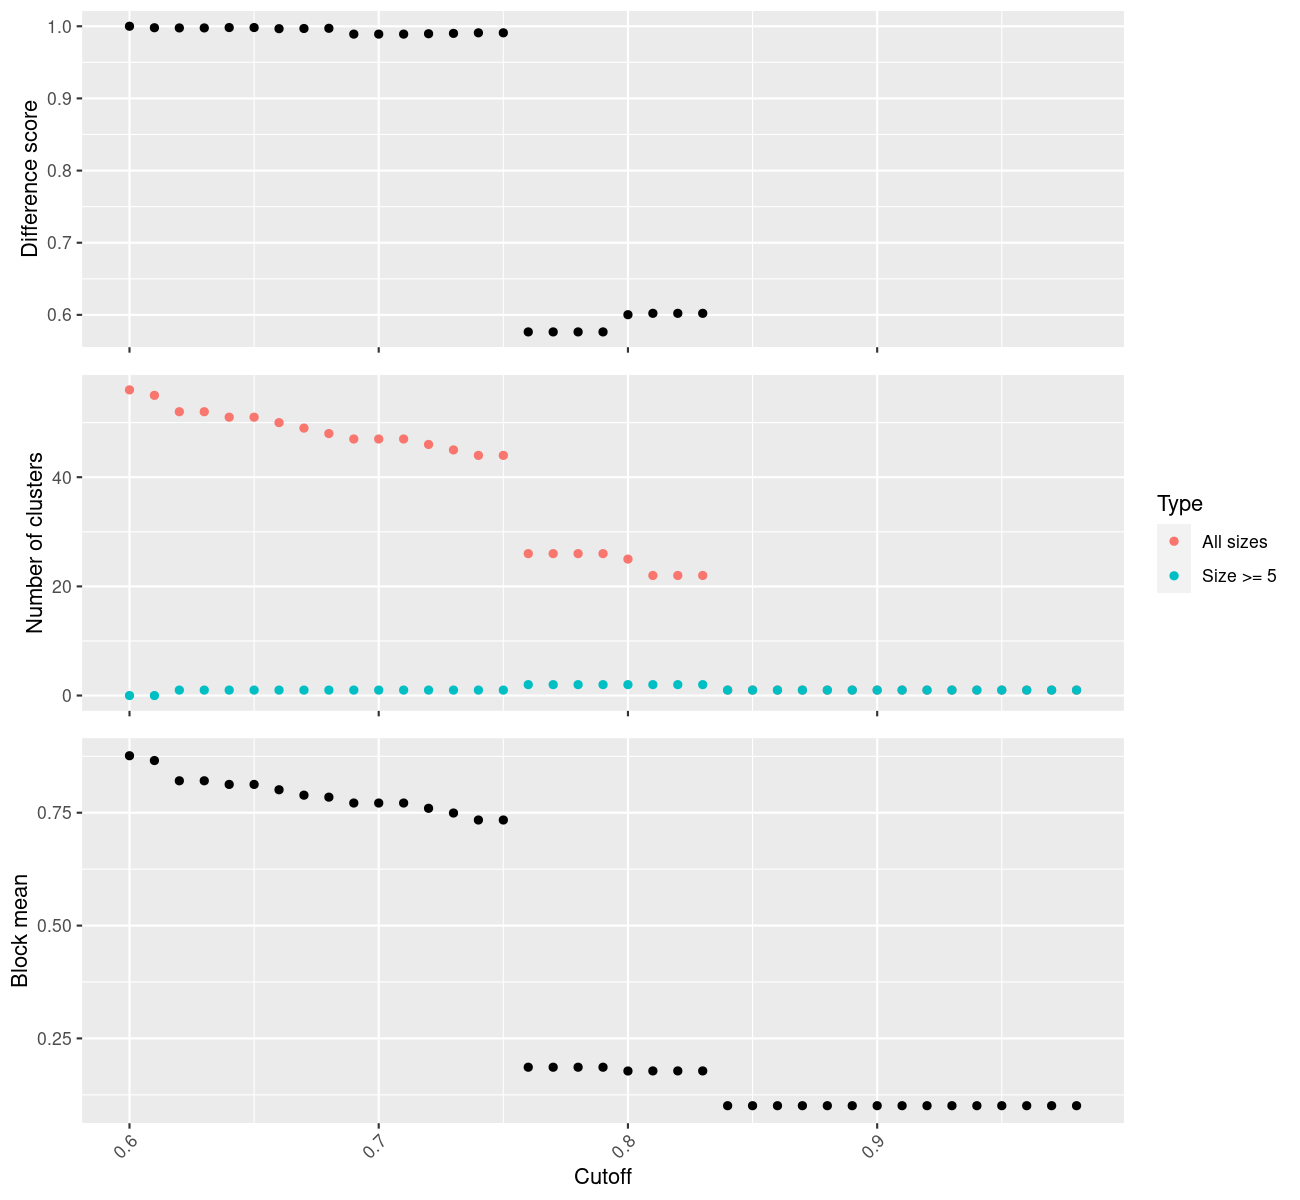 Difference score
1.0
0.9
0.8
0.7
0.6
Number of clusters
40
20
0
Type
All sizes
Size >= 5
Block mean
0.75
0.50
0.25
0.6
0.7
0.8
0.9
Cutoff